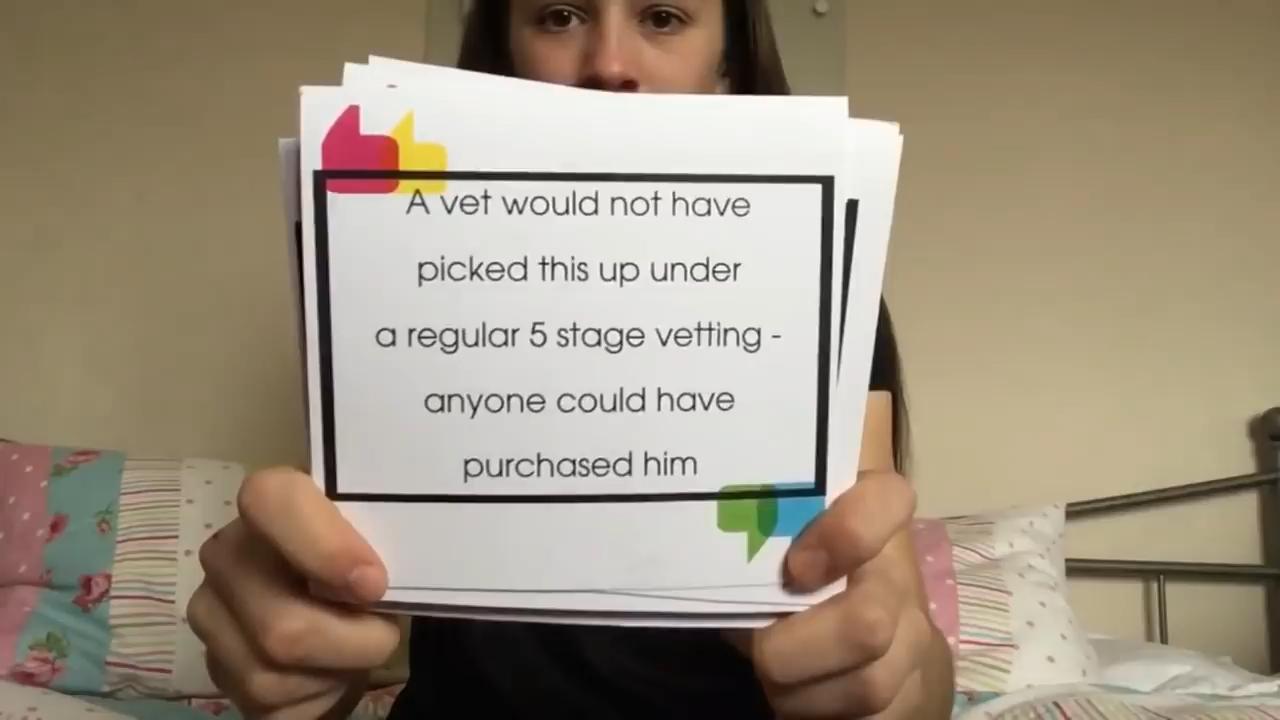 A vet would not have
picked this up under
a regular 5 stage vetting -
anyone could have
purchased him